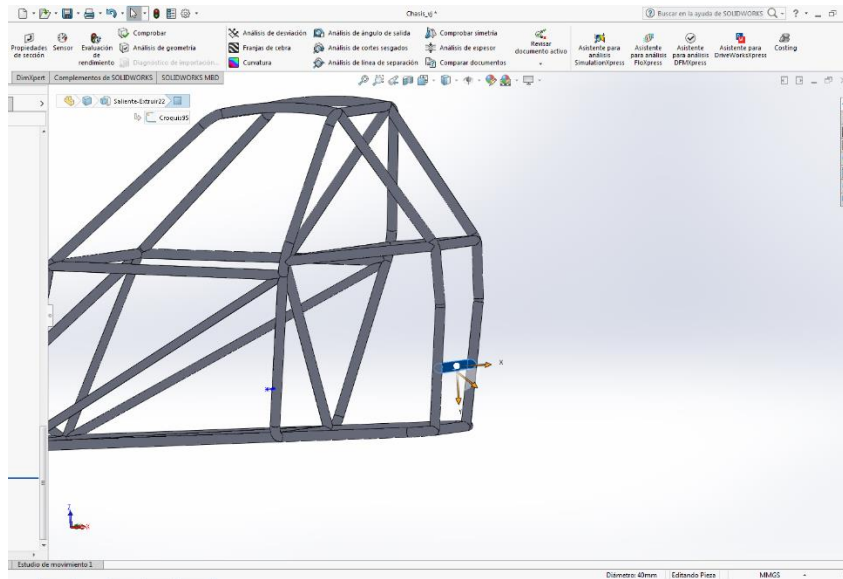 Chasis_vj *
Buscar en la ayuda de SOLIDWORKS
Propiedades de sección
Sensor
Evaluación de rendimiento
Comprobar
Análisis de geometría
Diagnóstico de importación...
Análisis de desviación
Franjas de cebra
Curvatura
Análisis de ángulo de salida
Análisis de cortes sesgados
Análisis de línea de separación
Comprobar simetría
Análisis de espesor
Comparar documentos
Revisar documento activo
Asistente para análisis SimulationXpress
Asistente para análisis FloXpress
Asistente para análisis DFMXpress
Asistente para DriveWorksXpress
Costing
DimXpert
Complementos de SOLIDWORKS
SOLIDWORKS MBD
Saliente-Extruir22
Croquis95
X
Y
Z
Estudio de movimiento 1
Diámetro: 40mm
Editando Pieza
MMGS